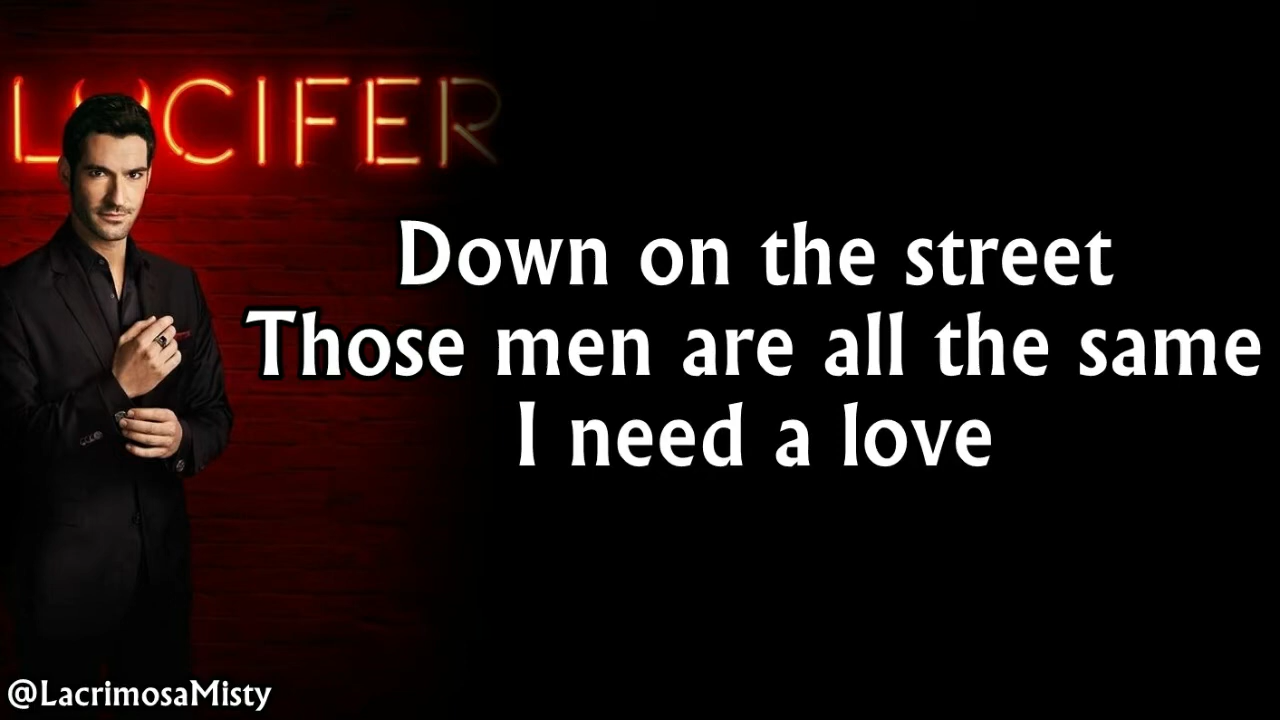 LUCIFER
Down on the street
Those men are all the same
I need a love
@LacrimosaMisty